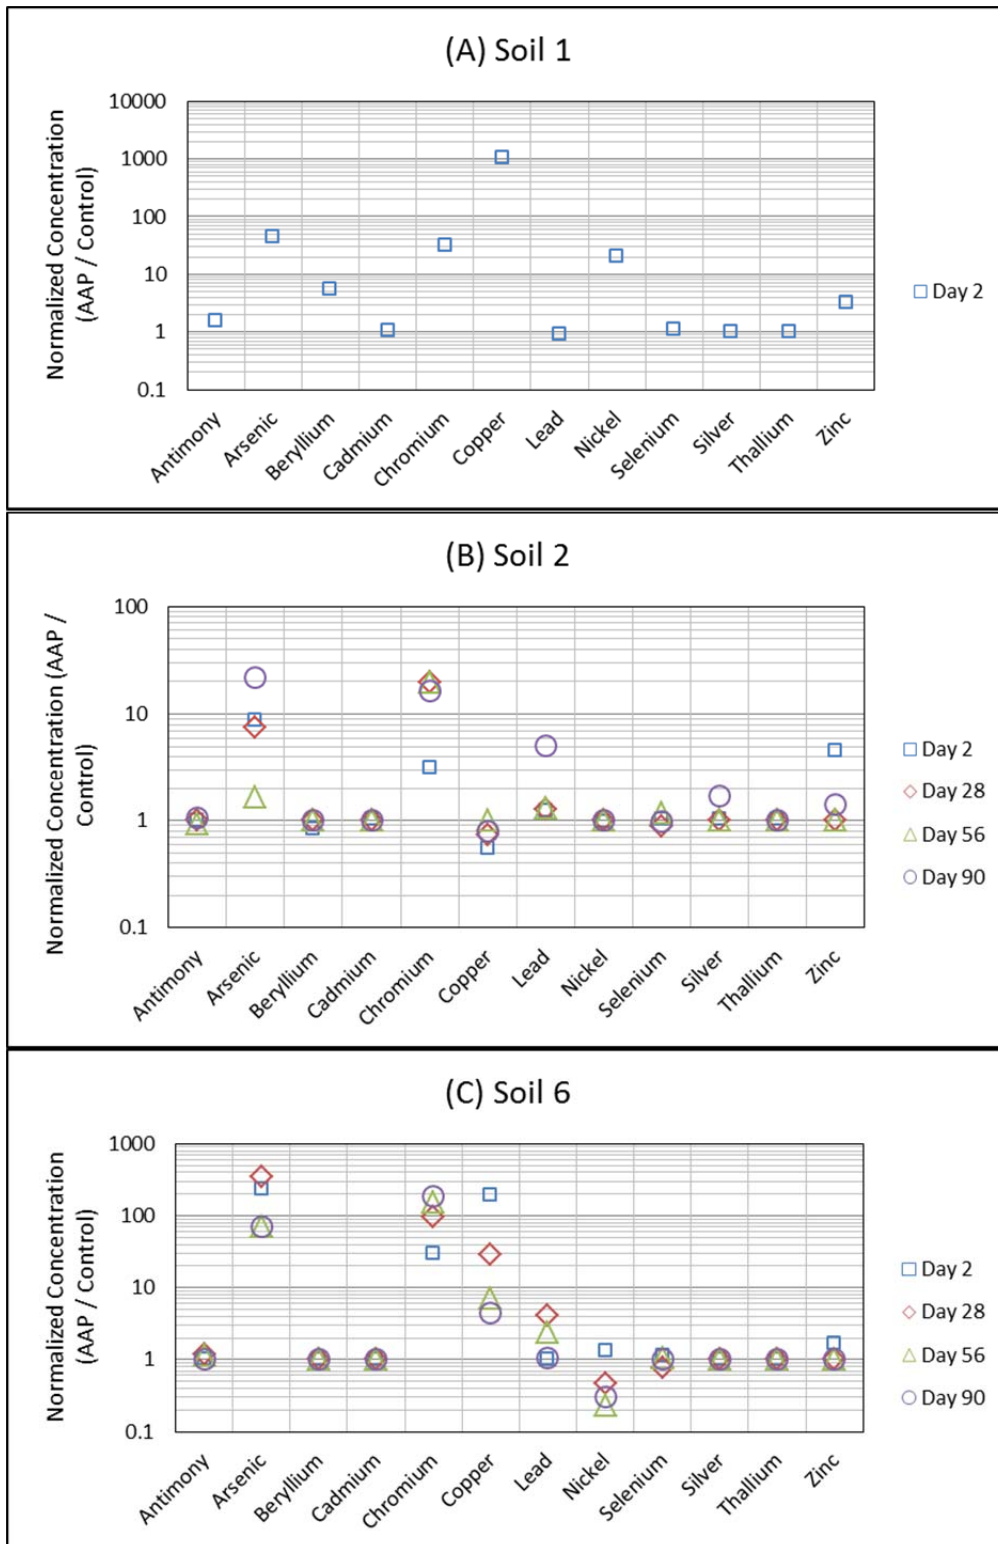 (A) Soil 1
Normalized Concentration
(AAP / Control)
10000
1000
100
10
1
0.1
Antimony
Arsenic
Beryllium
Cadmium
Chromium
Copper
Lead
Nickel
Selenium
Silver
Thallium
Zinc
Day 2
(B) Soil 2
Normalized Concentration (AAP /
Control)
100
10
1
0.1
Antimony
Arsenic
Beryllium
Cadmium
Chromium
Copper
Lead
Nickel
Selenium
Silver
Thallium
Zinc
Day 2
Day 28
Day 56
Day 90
(C) Soil 6
Normalized Concentration
(AAP / Control)
1000
100
10
1
0.1
Antimony
Arsenic
Beryllium
Cadmium
Chromium
Copper
Lead
Nickel
Selenium
Silver
Thallium
Zinc
Day 2
Day 28
Day 56
Day 90